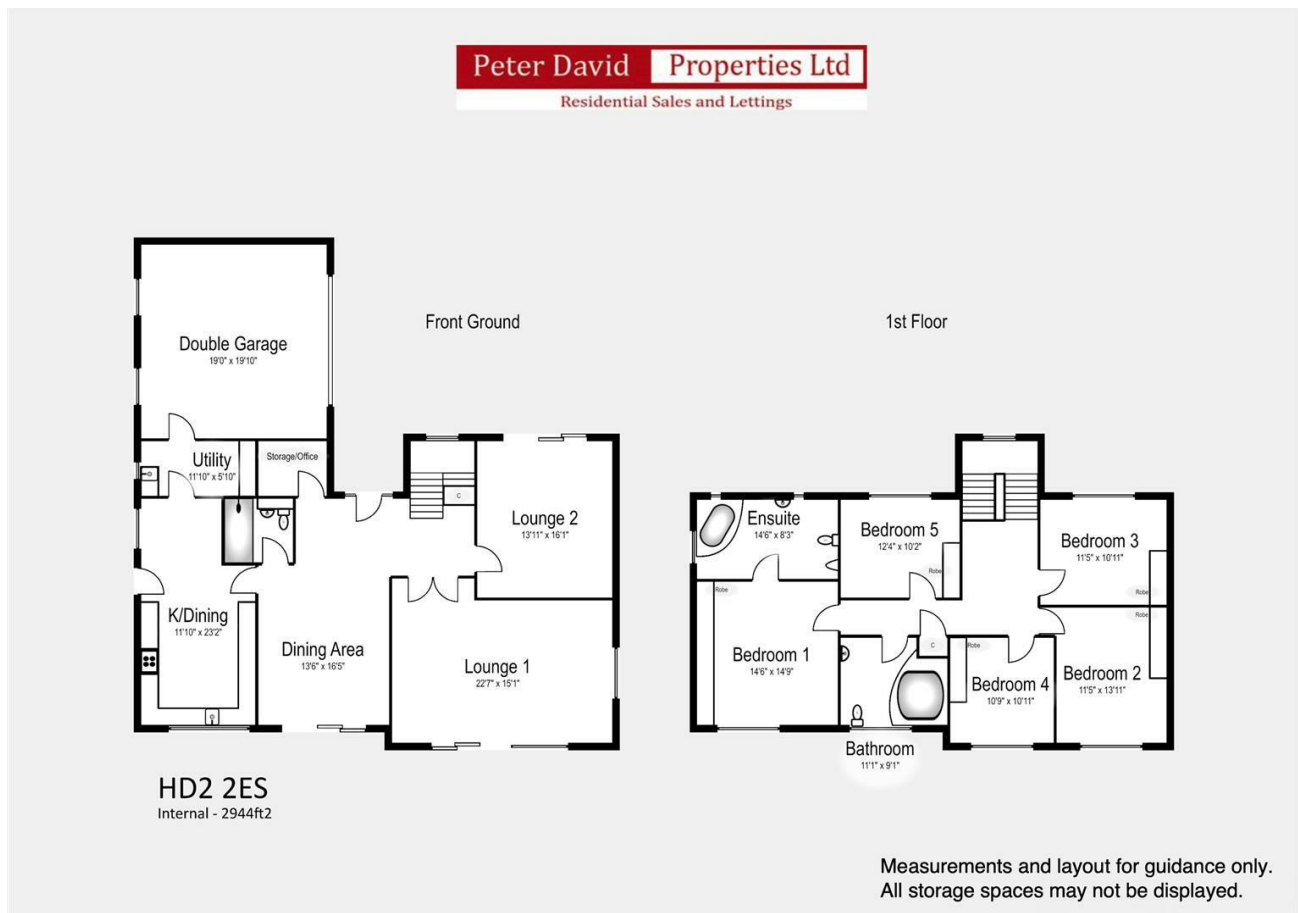 Peter David Properties Ltd
Residential Sales and Lettings
Front Ground
1st Floor
Double Garage
19'0" x 19'10"
Utility
11'10" x 5'10"
Storage/Office
C
Lounge 2
13'11" x 16'1"
K/Dining
11'10" x 23'2"
Dining Area
13'6" x 16'5"
Lounge 1
22'7" x 15'1"
Ensuite
14'6" x 8'3"
Bedroom 5
12'4" x 10'2"
Robe
Bedroom 3
11'5" x 10'11"
Robe
Robe
Bedroom 1
14'6" x 14'9"
C
Robe
Bedroom 4
10'9" x 10'11"
Robe
Bedroom 2
11'5" x 13'11"
Bathroom
11'1" x 9'1"
HD2 2ES
Internal - 2944ft2
Measurements and layout for guidance only.
All storage spaces may not be displayed.